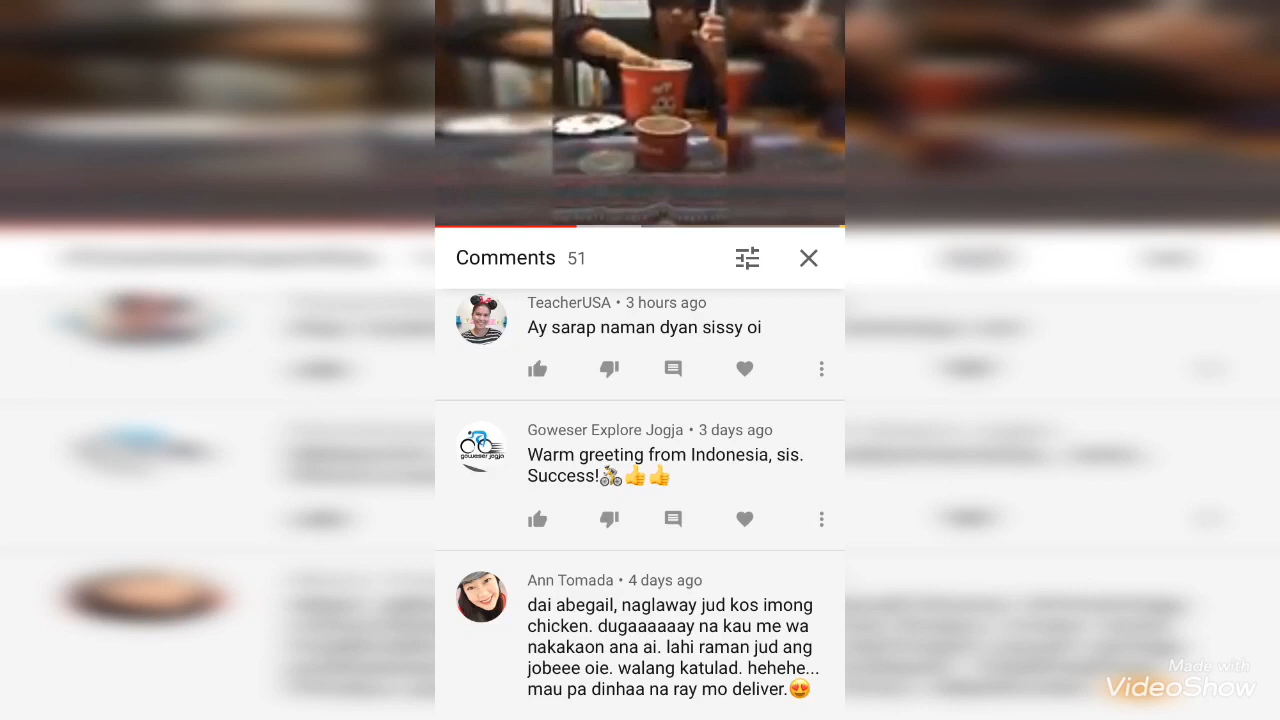 Comments 51
TeacherUSA • 3 hours ago
Ay sarap naman dyan sissy oi
Goweser Explore Jogja • 3 days ago
goweser jogja
Warm greeting from Indonesia, sis.
Success!🚴👍👍
Ann Tomada • 4 days ago
dai abegail, naglaway jud kos imong
chicken. dugaaaaaay na kau me wa
nakakaon ana ai. lahi raman jud ang
jobeee oie. walang katulad. hehehe...
mau pa dinhaa na ray mo deliver.😍
Made with
VideoShow